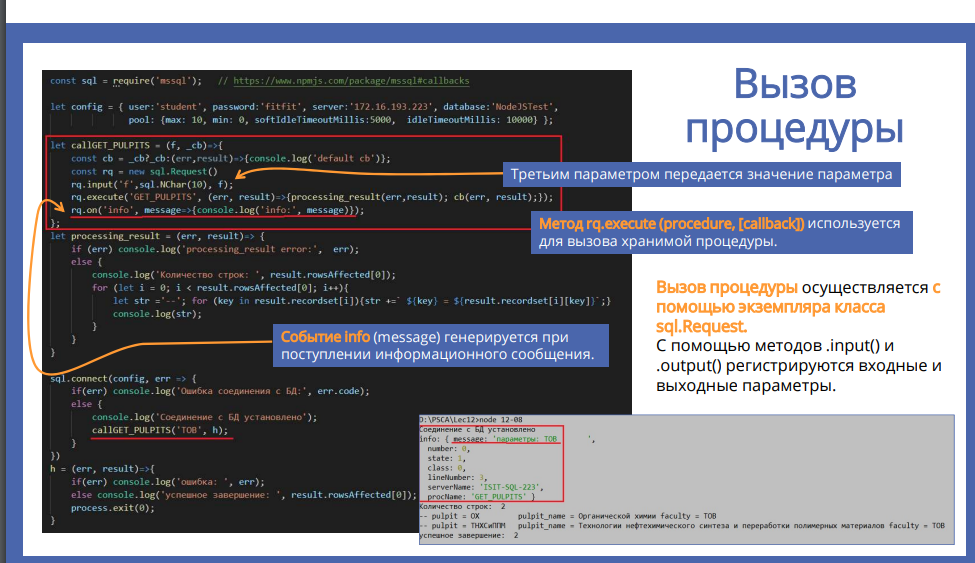 Вызов
процедуры
const sql = require('mssql');   // https://www.npmjs.com/package/mssql#callbacks
let config = { user:'student', password:'fitfit', server:'172.16.193.223', database:'NodeJSTest',
pool: {max: 10, min: 0, softIdleTimeoutMillis:5000,  idleTimeoutMillis: 10000} };
let callGET_PULPITS = (f, _cb)=>{
const cb = _cb?_cb:(err,result)=>{console.log('default cb')};
const rq = new sql.Request()
rq.input('f',sql.NChar(10), f);
rq.execute('GET_PULPITS', (err, result)=>{processing_result(err,result); cb(err, result);});
rq.on('info', message=>{console.log('info:', message)});
};
let processing_result = (err, result)=> {
if (err) console.log('processing_result error:',  err);
else {
console.log('Количество строк: ', result.rowsAffected[0]);
for (let i = 0; i < result.rowsAffected[0]; i++){
let str ='--'; for (key in result.recordset[i]){str +=` ${key} = ${result.recordset[i][key]}`;}
console.log(str);
}
}
}
sql.connect(config, err => {
if(err) console.log('Ошибка соединения с БД:', err.code);
else {
console.log('Соединение с БД установлено');
callGET_PULPITS('ТОВ', h);
}
})
h = (err, result)=>{
if(err) console.log('ошибка: ', err);
else console.log('успешное завершение: ', result.rowsAffected[0]);
process.exit(0);
}
Третьим параметром передается значение параметра
Метод rq.execute (procedure, [callback]) используется
для вызова хранимой процедуры.
Событие info (message) генерируется при
поступлении информационного сообщения.
Вызов процедуры осуществляется с
помощью экземпляра класса
sql.Request.
С помощью методов .input() и
.output() регистрируются входные и
выходные параметры.
D:\PSCA\Lec12>node 12-08
Соединение с БД установлено
info: { message: 'параметры: ТОВ       ',
number: 0,
state: 1,
class: 0,
lineNumber: 3,
serverName: 'ISIT-SQL-223',
procName: 'GET_PULPITS' }
Количество строк:  2
-- pulpit = ОХ         pulpit_name = Органической химии faculty = ТОВ
-- pulpit = ТНХСиППМ   pulpit_name = Технологии нефтехимического синтеза и переработки полимерных материалов faculty = ТОВ
успешное завершение:  2